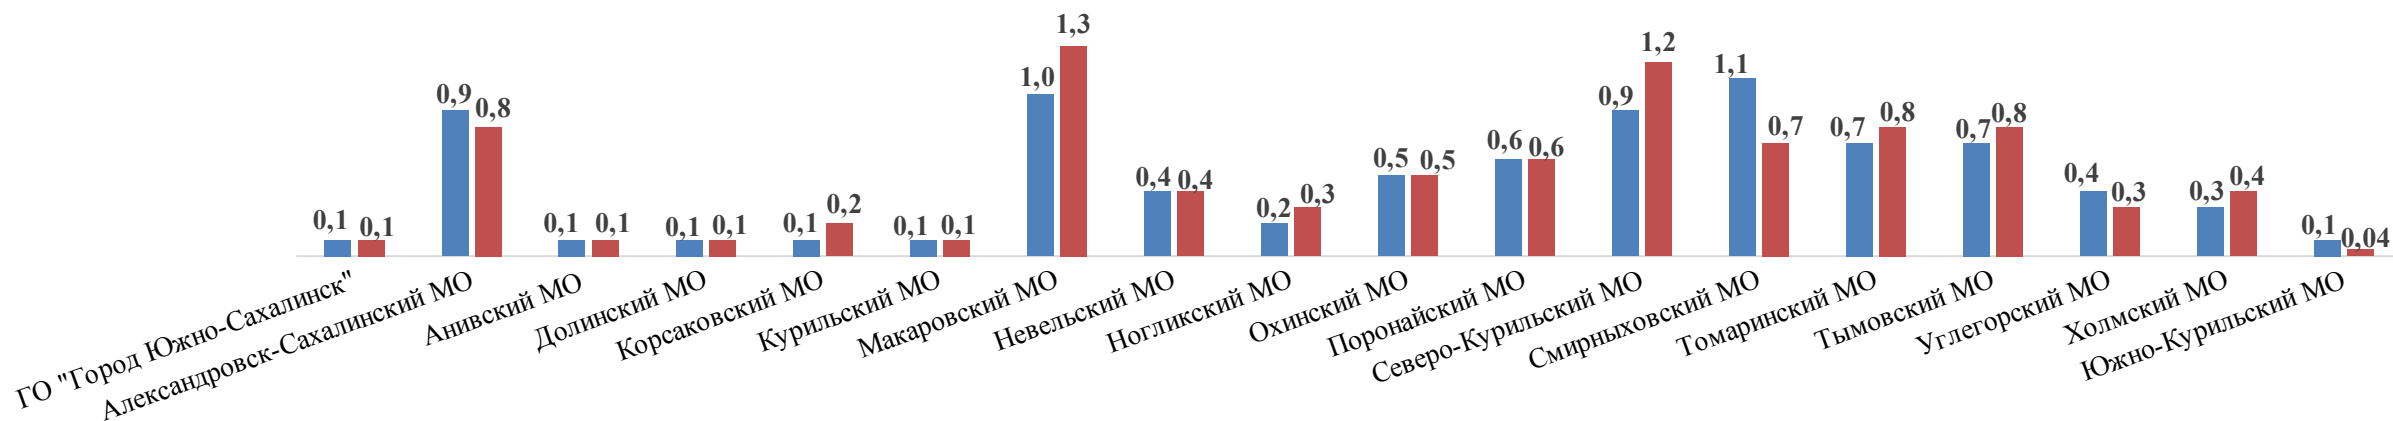 0,1 0,1
0,9 0,8
0,1 0,1
0,1 0,1
0,1 0,2
0,1 0,1
1,0 1,3
0,4 0,4
0,2 0,3
0,5 0,5
0,6 0,6
0,9 1,2
1,1 0,7
0,7 0,8
0,7 0,8
0,4 0,3
0,3 0,4
0,1 0,04
ГО "Город Южно-Сахалинск"
Александровск-Сахалинский МО
Анивский МО
Долинский МО
Корсаковский МО
Курильский МО
Макаровский МО
Невельский МО
Ногликский МО
Охинский МО
Поронайский МО
Северо-Курильский МО
Смирныховский МО
Томаринский МО
Тымовский МО
Углегорский МО
Холмский МО
Южно-Курильский МО